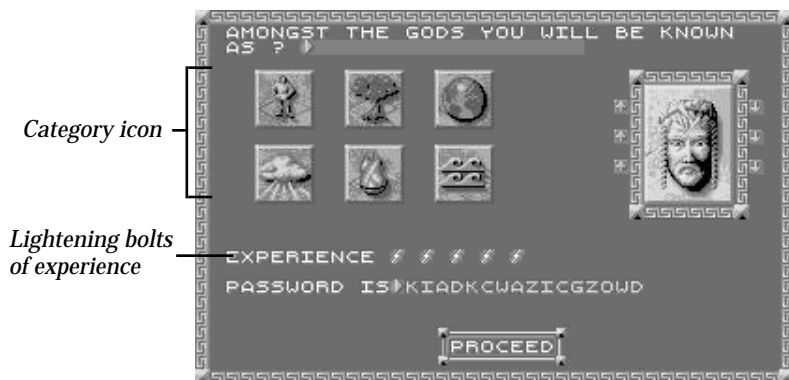 AMONGST THE GODS YOU WILL BE KNOWN
AS ?
Category icon
Lightening bolts
of experience
EXPERIENCE
PASSWORD IS KIADKCWAZICGZOWD
PROCEED